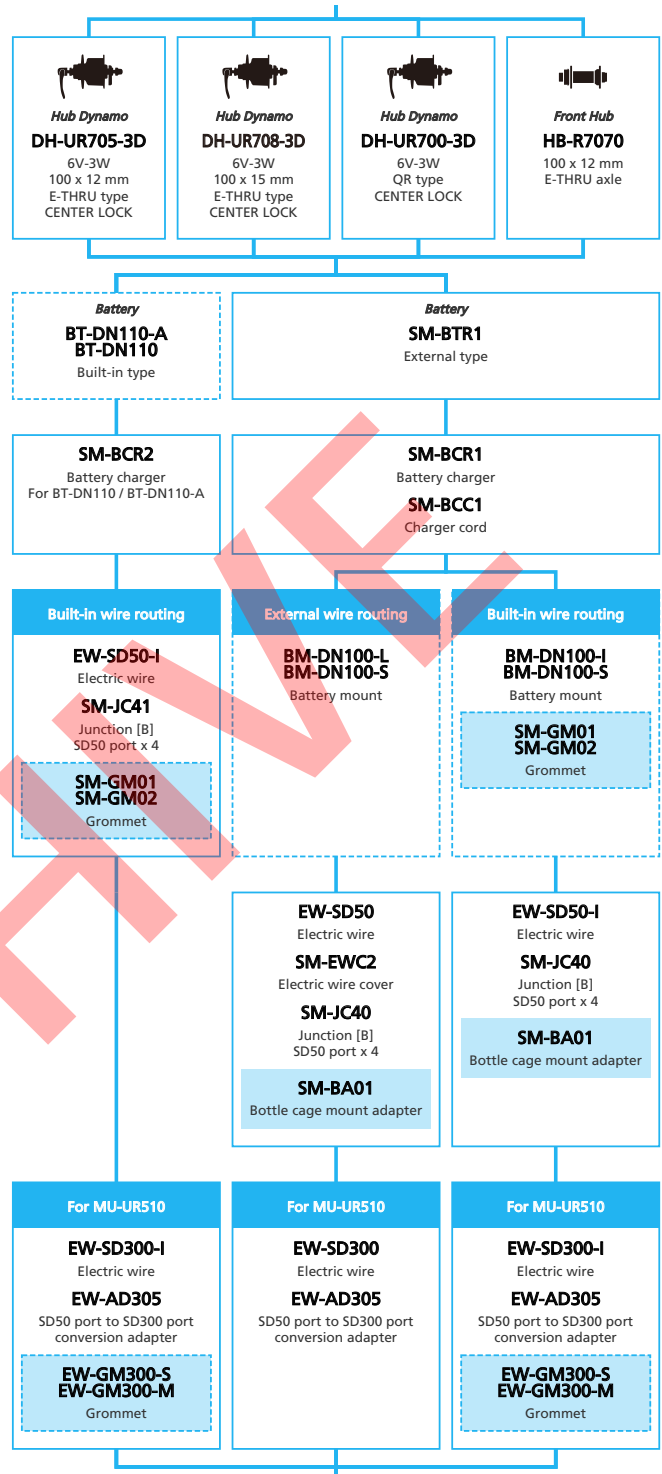 Hub Dynamo
DH-UR705-3D
6V-3W
100 x 12 mm
E-THRU type
CENTER LOCK
Hub Dynamo
DH-UR708-3D
6V-3W
100 x 15 mm
E-THRU type
CENTER LOCK
Hub Dynamo
DH-UR700-3D
6V-3W
QR type
CENTER LOCK
Front Hub
HB-R7070
100 x 12 mm
E-THRU axle
Battery
BT-DN110-A
BT-DN110
Built-in type
Battery
SM-BTR1
External type
SM-BCR2
Battery charger
For BT-DN110 / BT-DN110-A
SM-BCR1
Battery charger
SM-BCC1
Charger cord
Built-in wire routing
EW-SD50-I
Electric wire
SM-JC41
Junction [B]
SD50 port x 4
SM-GM01
SM-GM02
Grommet
External wire routing
BM-DN100-L
BM-DN100-S
Battery mount
Built-in wire routing
BM-DN100-I
BM-DN100-S
Battery mount
SM-GM01
SM-GM02
Grommet
EW-SD50
Electric wire
SM-EWC2
Electric wire cover
SM-JC40
Junction [B]
SD50 port x 4
SM-BA01
Bottle cage mount adapter
EW-SD50-I
Electric wire
SM-JC40
Junction [B]
SD50 port x 4
SM-BA01
Bottle cage mount adapter
For MU-UR510
EW-SD300-I
Electric wire
EW-AD305
SD50 port to SD300 port
conversion adapter
EW-GM300-S
EW-GM300-M
Grommet
For MU-UR510
EW-SD300
Electric wire
EW-AD305
SD50 port to SD300 port
conversion adapter
For MU-UR510
EW-SD300-I
Electric wire
EW-AD305
SD50 port to SD300 port
conversion adapter
EW-GM300-S
EW-GM300-M
Grommet
HIVE